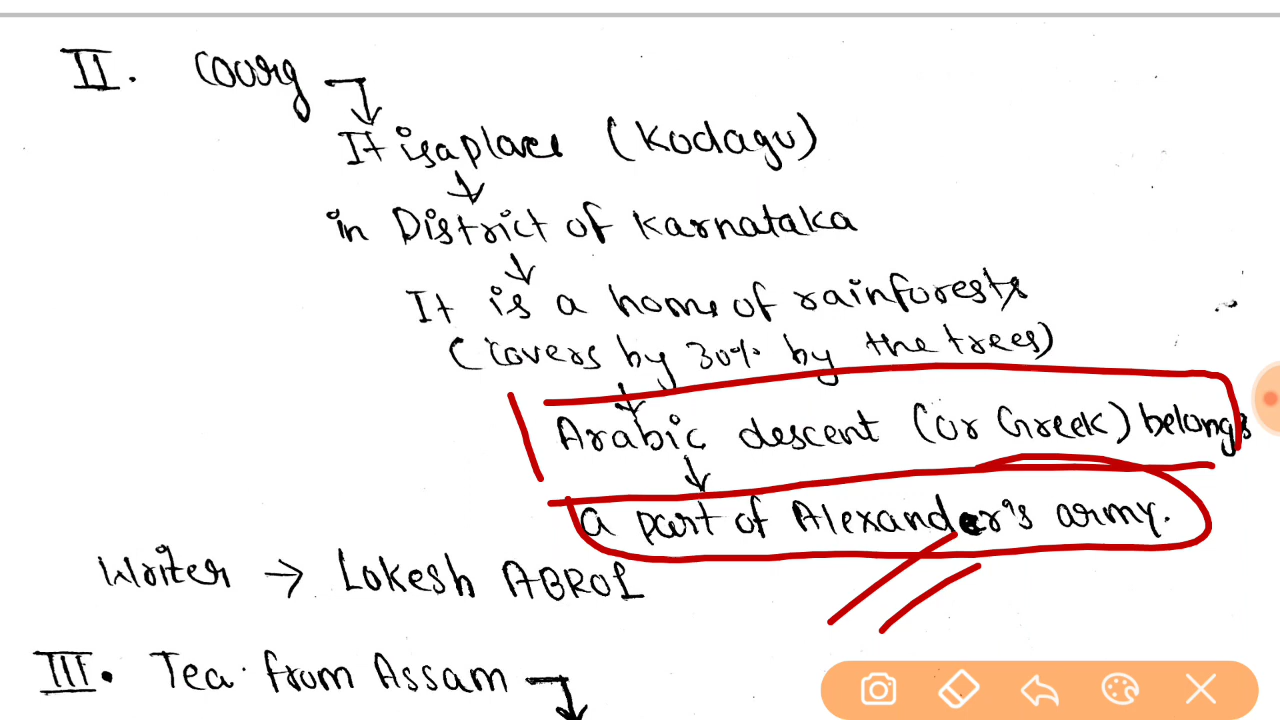 II. Coorg
It is a place (Kodagu)
in District of Karnataka
It is a home of rainforests
(covers by 30% by the trees)
Arabic descent (or Greek) belongs
a part of Alexander's army.
Writer → Lokesh ABROL
III. Tea from Assam